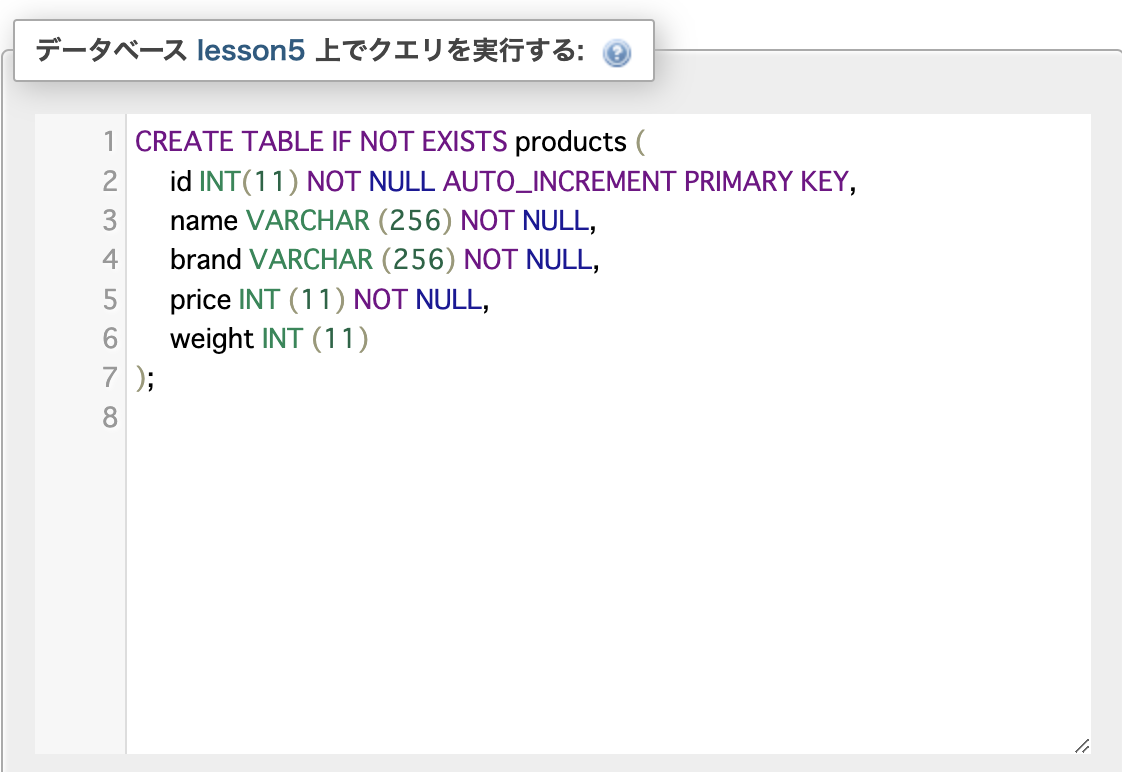 データベース lesson5 上でクエリを実行する:
1 CREATE TABLE IF NOT EXISTS products (
2 id INT(11) NOT NULL AUTO_INCREMENT PRIMARY KEY,
3 name VARCHAR (256) NOT NULL,
4 brand VARCHAR (256) NOT NULL,
5 price INT (11) NOT NULL,
6 weight INT (11)
7 );
8